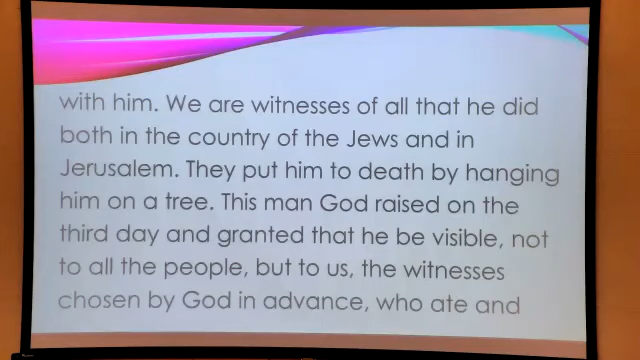 with him. We are witnesses of all that he did
both in the country of the Jews and in
Jerusalem. They put him to death by hanging
him on a tree. This man God raised on the
third day and granted that he be visible, not
to all the people, but to us, the witnesses
chosen by God in advance, who ate and